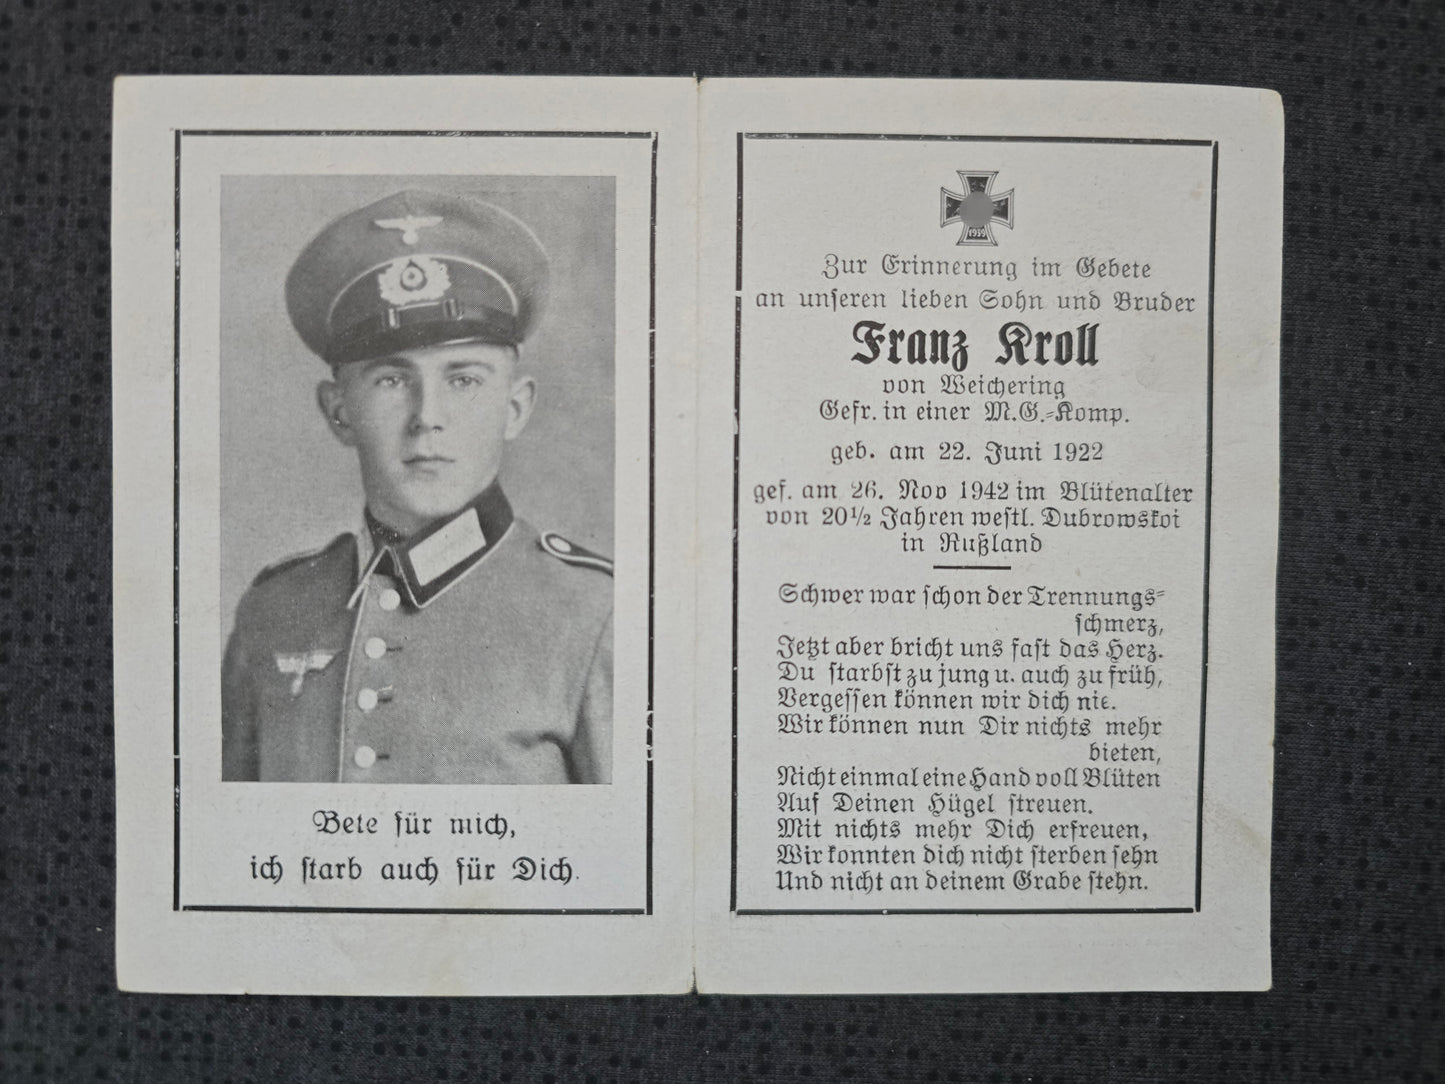 Bete für mich,
ich starb auch für Dich.
1939
Zur Erinnerung im Gebete
an unseren lieben Sohn und Bruder
Franz Kroll
von Weichering
Gefr. in einer M.G.-Komp.
geb. am 22. Juni 1922
gef. am 26. Nov 1942 im Blütenalter
von 20½ Jahren westl. Dubrowskoi
in Rußland
Schwer war schon der Trennungs-
schmerz,
Jetzt aber bricht uns fast das Herz.
Du starbst zu jung u. auch zu früh,
Vergessen können wir dich nie.
Wir können nun Dir nichts mehr
bieten,
Nicht einmal eine Hand voll Blüten
Auf Deinen Hügel streuen.
Mit nichts mehr Dich erfreuen,
Wir konnten dich nicht sterben sehn
Und nicht an deinem Grabe stehn.